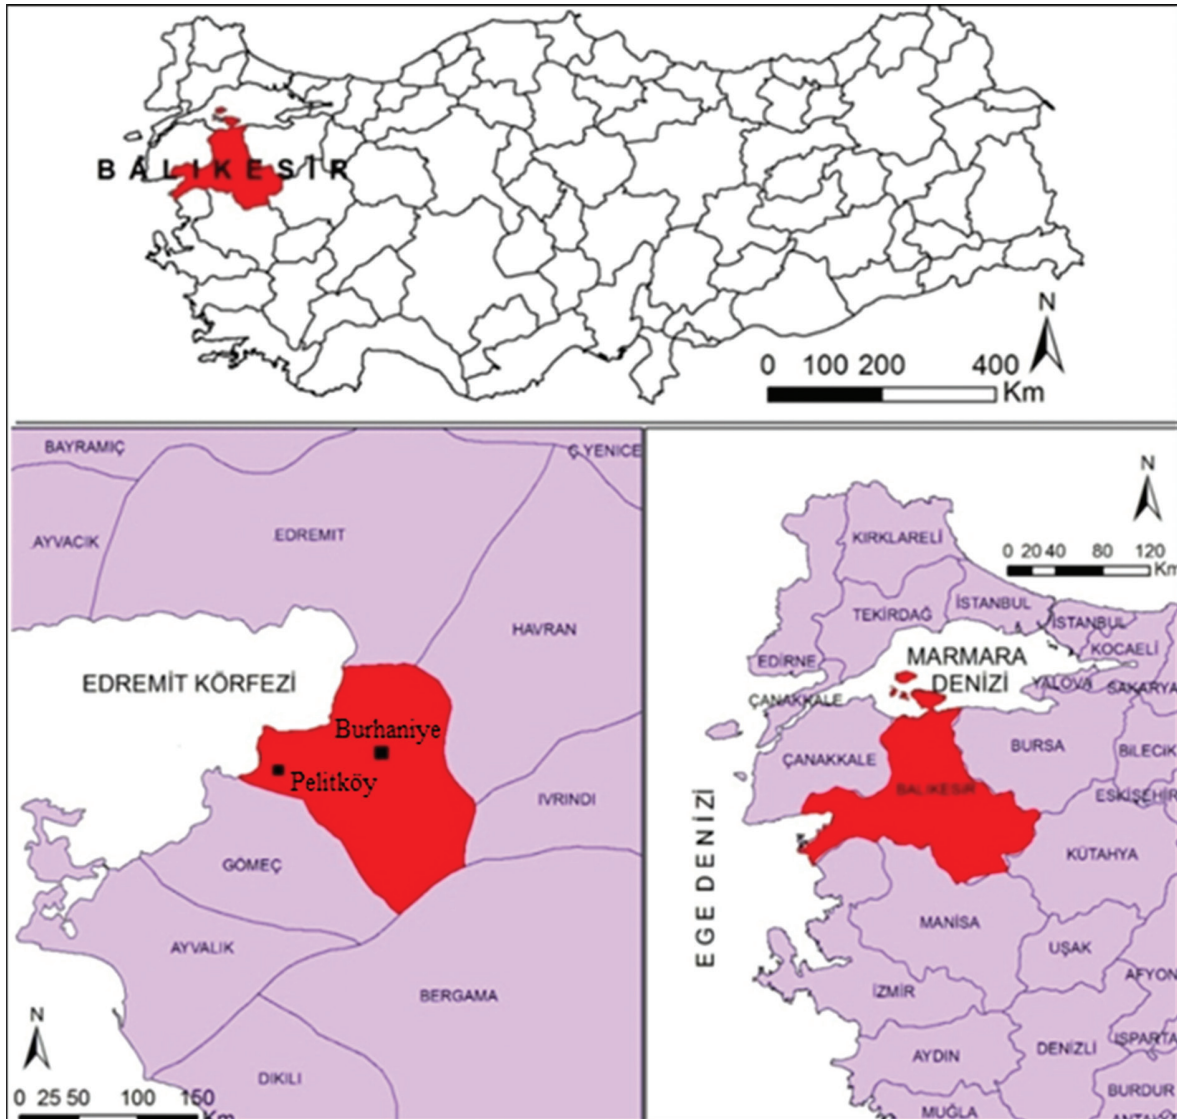 BALIKESİR
N
0 100 200 400
Km
BAYRAMIÇ
Ç.YENICE
AYVACIK
EDREMIT
HAVRAN
EDREMİT KÖRFEZİ
Burhaniye
Pelitköy
IVRINDI
GÖMEÇ
AYVALIK
BERGAMA
N
DIKILI
0 25 50 100 150
Km
N
KIRKLARELİ
0 20 40 80 120
Km
TEKİRDAĞ
İSTANBUL
İSTANBUL
KOCAELİ
EDİRNE
MARMARA
DENİZİ
YALOVA
SAKARYA
ÇANAKKALE
ÇANAKKALE
BURSA
BİLECİK
BALIKESİR
ESKİŞEHİR
EGE DENİZİ
KÜTAHYA
MANİSA
UŞAK
AFYON
İZMİR
ISPARTA
AYDIN
DENİZLİ
BURDUR
MUĞLA